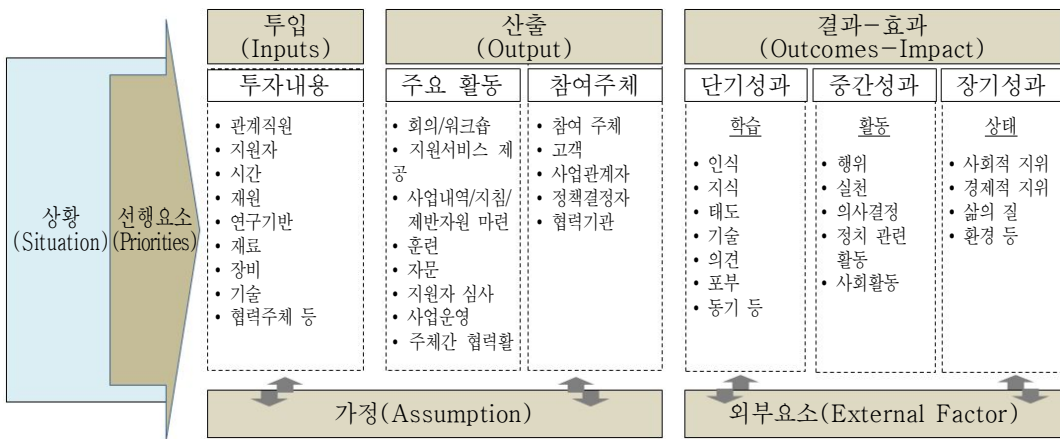 투입
(Inputs)
산출
(Output)
결과-효과
(Outcomes-Impact)
투자내용
주요 활동
참여주체
단기성과
중간성과
장기성과
상황
(Situation)
선행요소
(Priorities)
• 관계직원
• 지원자
• 시간
• 재원
• 연구기반
• 재료
• 장비
• 기술
• 협력주체 등
• 회의/워크숍
• 지원서비스 제
공
• 사업내역/지침/
제반자원 마련
• 훈련
• 자문
• 지원자 심사
• 사업운영
• 주체간 협력활
• 참여 주체
• 고객
• 사업관계자
• 정책결정자
• 협력기관
학습
• 인식
• 지식
• 태도
• 기술
• 의견
• 포부
• 동기 등
활동
• 행위
• 실천
• 의사결정
• 정치 관련
활동
• 사회활동
상태
• 사회적 지위
• 경제적 지위
• 삶의 질
• 환경 등
가정(Assumption)
외부요소(External Factor)